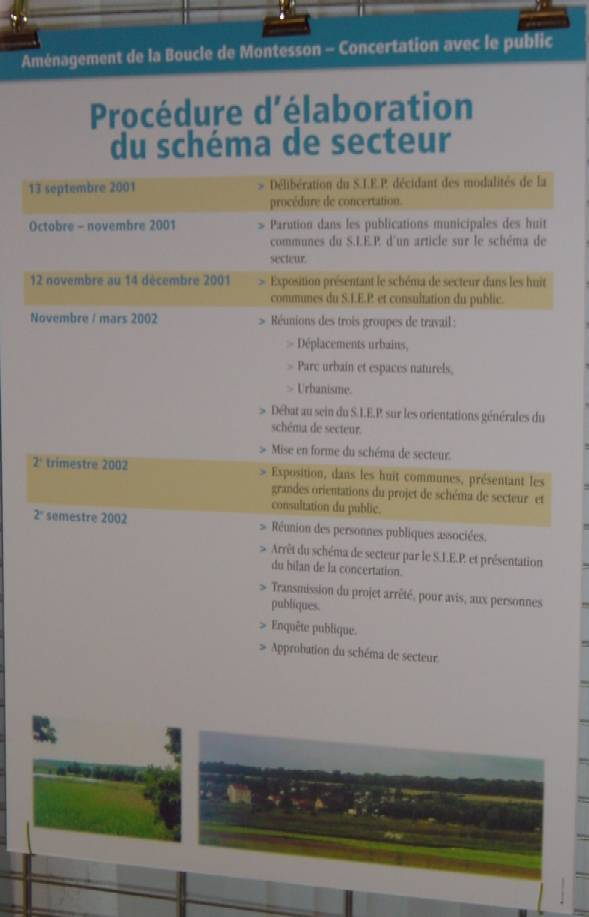 Aménagement de la Boucle de Montesson – Concertation avec le public
Procédure d'élaboration
du schéma de secteur
13 septembre 2001
> Délibération du S.I.E.P. décidant des modalités de la
procédure de concertation.
Octobre – novembre 2001
> Parution dans les publications municipales des huit
communes du S.I.E.P. d'un article sur le schéma de
secteur.
12 novembre au 14 décembre 2001
> Exposition présentant le schéma de secteur dans les huit
communes du S.I.E.P. et consultation du public.
Novembre / mars 2002
> Réunions des trois groupes de travail :
> Déplacements urbains,
> Parc urbain et espaces naturels,
> Urbanisme.
> Débat au sein du S.I.E.P. sur les orientations générales du
schéma de secteur.
> Mise en forme du schéma de secteur.
2e trimestre 2002
> Exposition, dans les huit communes, présentant les
grandes orientations du projet de schéma de secteur et
consultation du public.
2e semestre 2002
> Réunion des personnes publiques associées.
> Arrêt du schéma de secteur par le S.I.E.P. et présentation
du bilan de la concertation.
> Transmission du projet arrêté, pour avis, aux personnes
publiques.
> Enquête publique.
> Approbation du schéma de secteur.